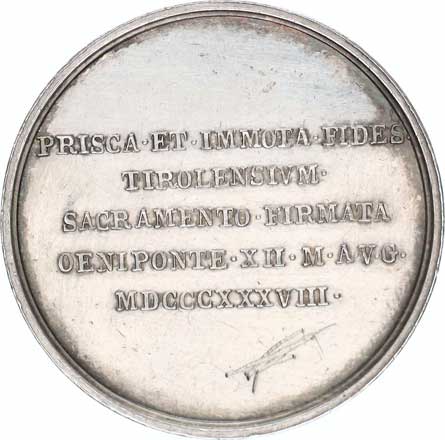 PRISCA·ET·IMMOTA·FIDES·
TIROLENSIVM·
SACRAMENTO·FIRMATA
OENIPONTE·XII·M·AVG·
MDCCCXXXVIII·